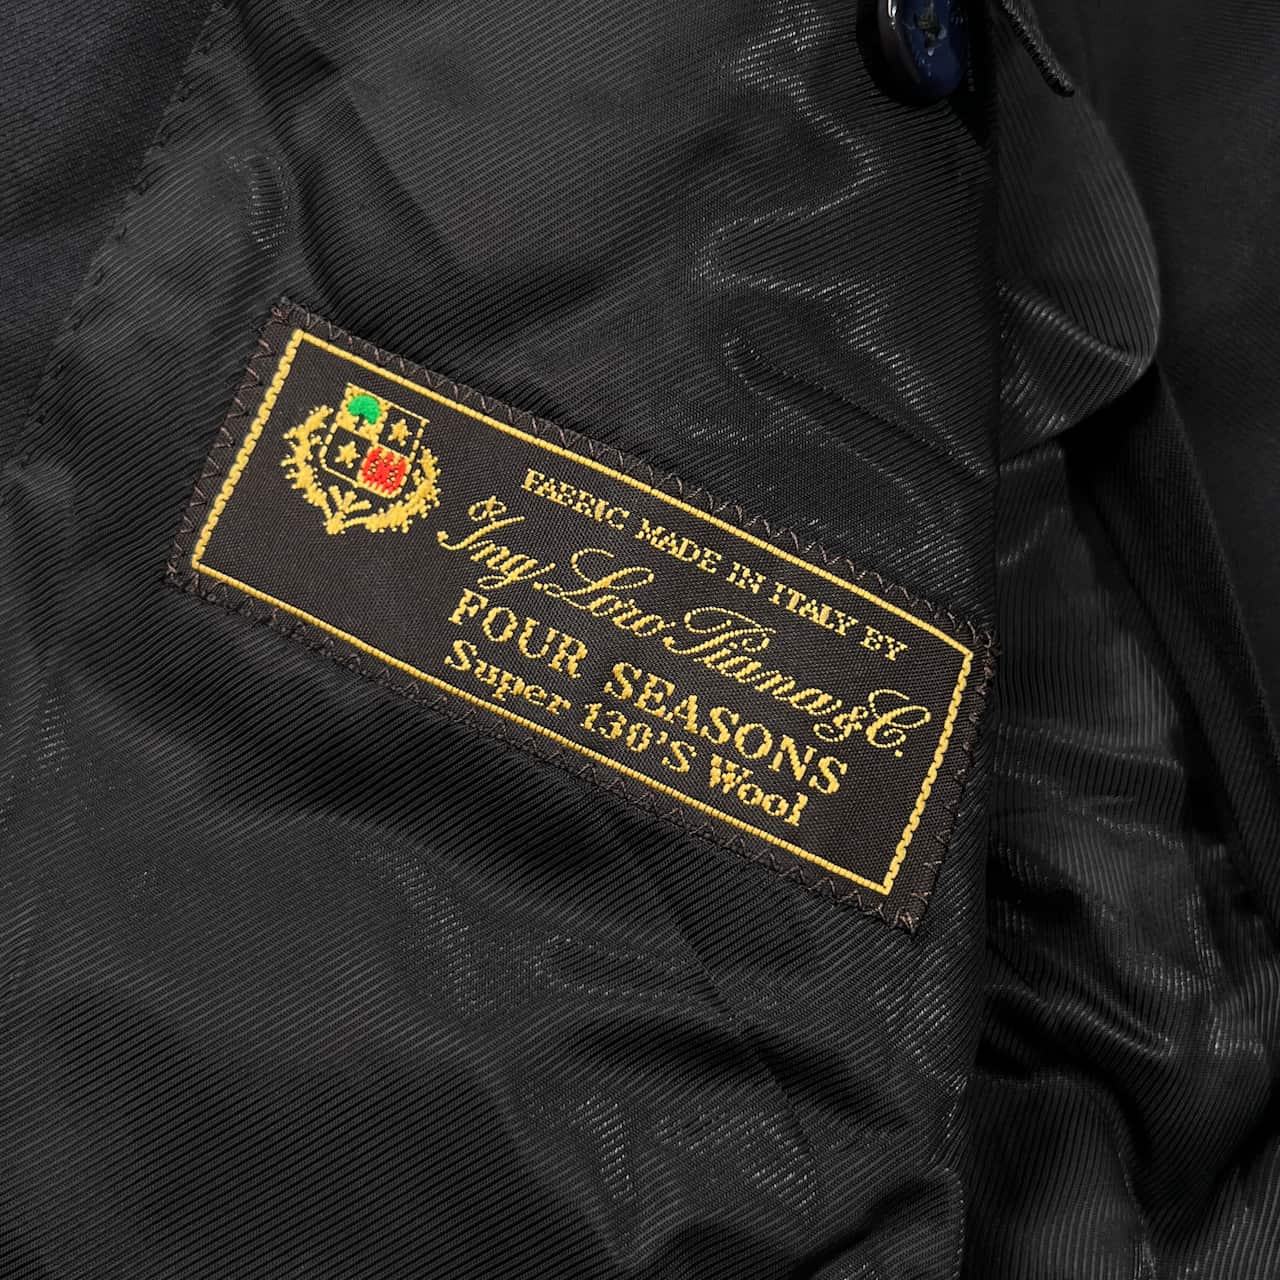 FABRIC MADE IN ITALY BY
Ing. Loro Piana & C.
FOUR SEASONS
Super 130'S Wool